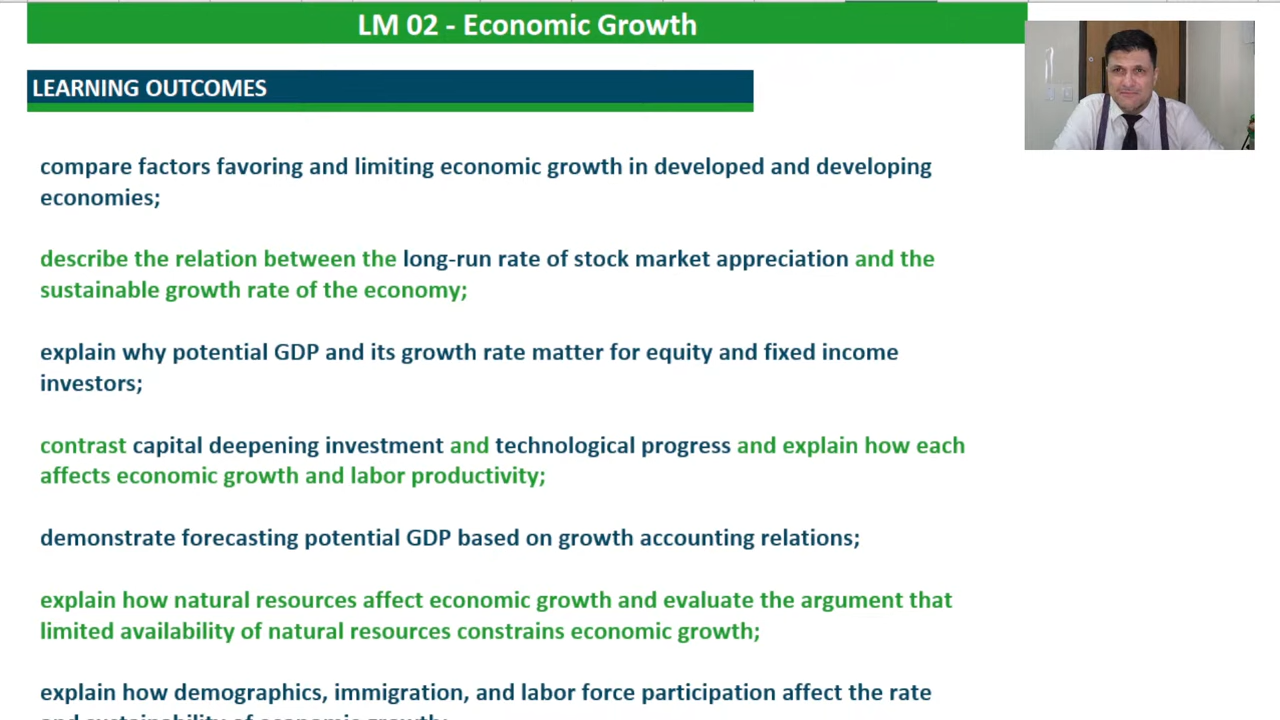 LM 02 - Economic Growth
LEARNING OUTCOMES
compare factors favoring and limiting economic growth in developed and developing
economies;
describe the relation between the long-run rate of stock market appreciation and the
sustainable growth rate of the economy;
explain why potential GDP and its growth rate matter for equity and fixed income
investors;
contrast capital deepening investment and technological progress and explain how each
affects economic growth and labor productivity;
demonstrate forecasting potential GDP based on growth accounting relations;
explain how natural resources affect economic growth and evaluate the argument that
limited availability of natural resources constrains economic growth;
explain how demographics, immigration, and labor force participation affect the rate
and sustainability of economic growth;